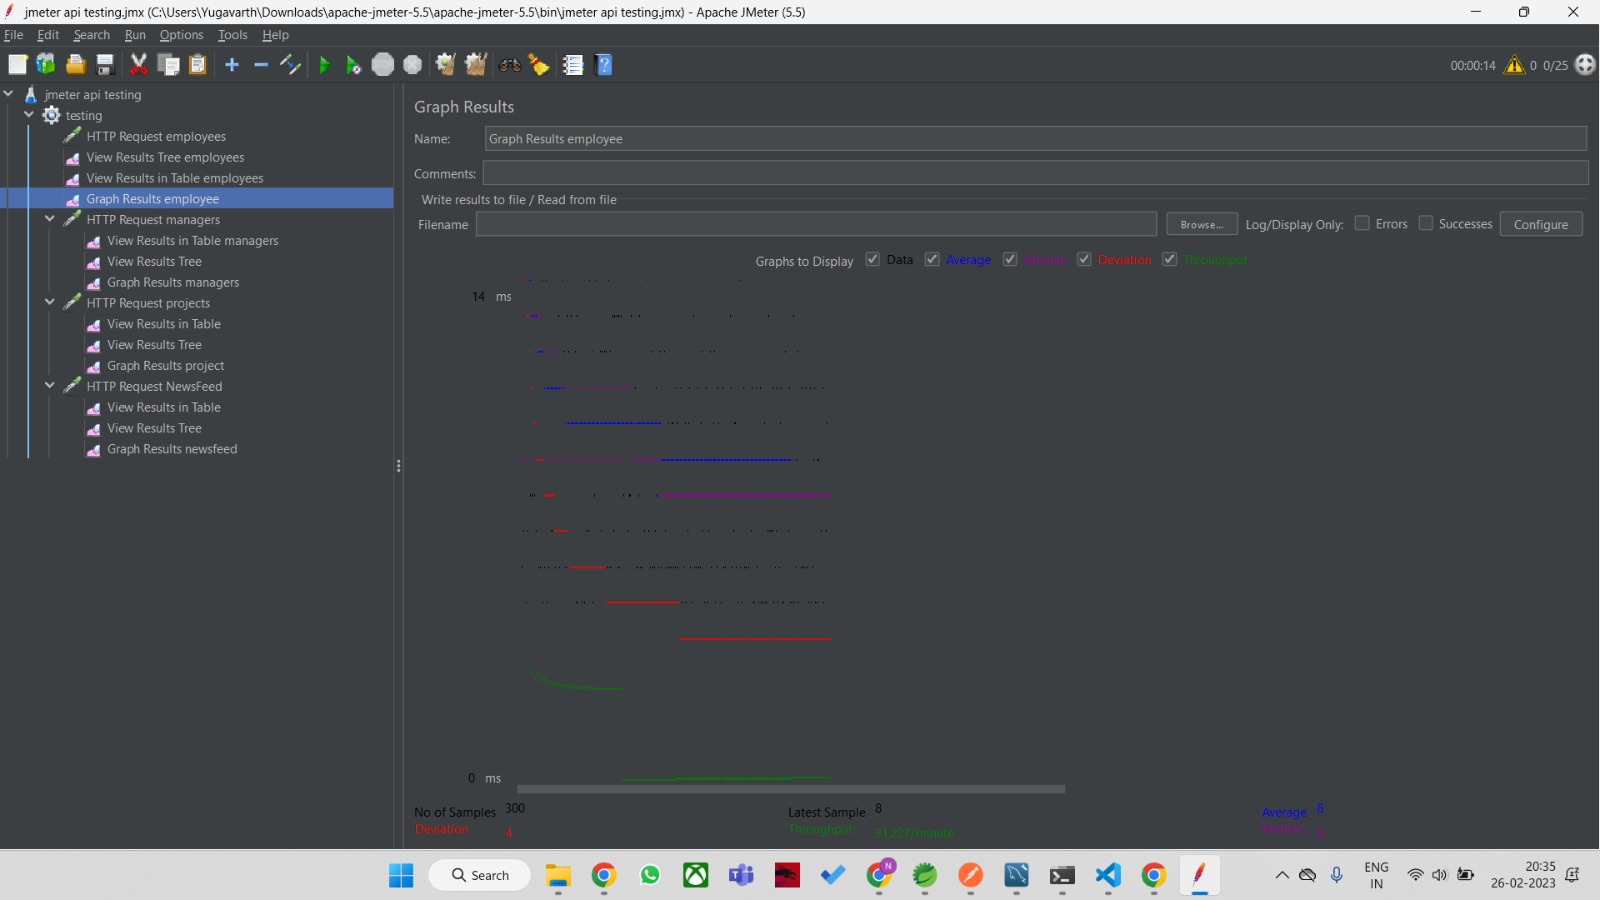 jmeter api testing.jmx (C:\Users\Yugavarth\Downloads\apache-jmeter-5.5\apache-jmeter-5.5\bin\jmeter api testing.jmx) - Apache JMeter (5.5)
File Edit Search Run Options Tools Help
00:00:14 0 0/25
jmeter api testing
testing
HTTP Request employees
View Results Tree employees
View Results in Table employees
Graph Results employee
HTTP Request managers
View Results in Table managers
View Results Tree
Graph Results managers
HTTP Request projects
View Results in Table
View Results Tree
Graph Results project
HTTP Request NewsFeed
View Results in Table
View Results Tree
Graph Results newsfeed
Graph Results
Name: Graph Results employee
Comments:
Write results to file / Read from file
Filename Browse... Log/Display Only: Errors Successes Configure
Graphs to Display Data Average Median Deviation Throughput
14 ms
0 ms
No of Samples 300 Latest Sample 8 Average 8
Deviation 4 Throughput 31,227/minute Median
Search
ENG
IN
20:35
26-02-2023